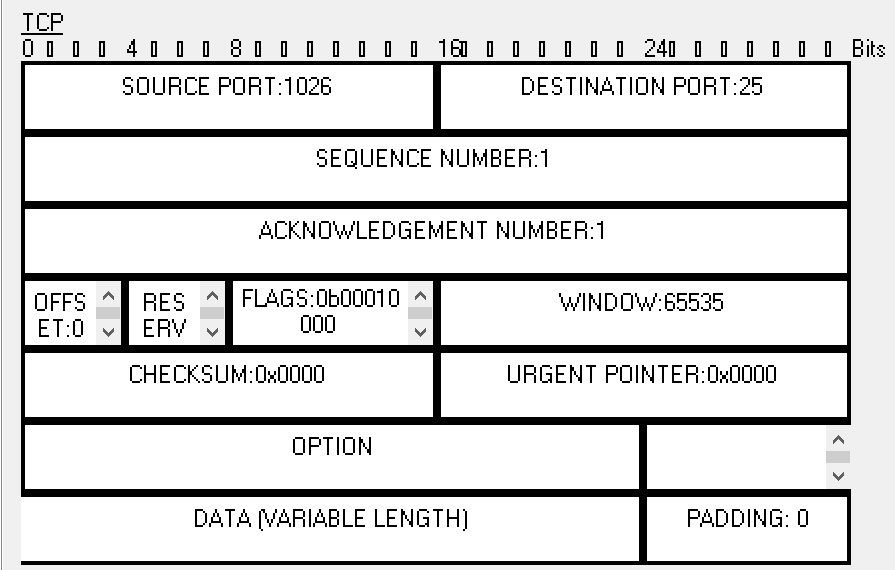 TCP
0 4 8 16 24 Bits
SOURCE PORT:1026 DESTINATION PORT:25
SEQUENCE NUMBER:1
ACKNOWLEDGEMENT NUMBER:1
OFFS
ET:0
RES
ERV
FLAGS:0b00010
000
WINDOW:65535
CHECKSUM:0x0000 URGENT POINTER:0x0000
OPTION
DATA (VARIABLE LENGTH) PADDING: 0